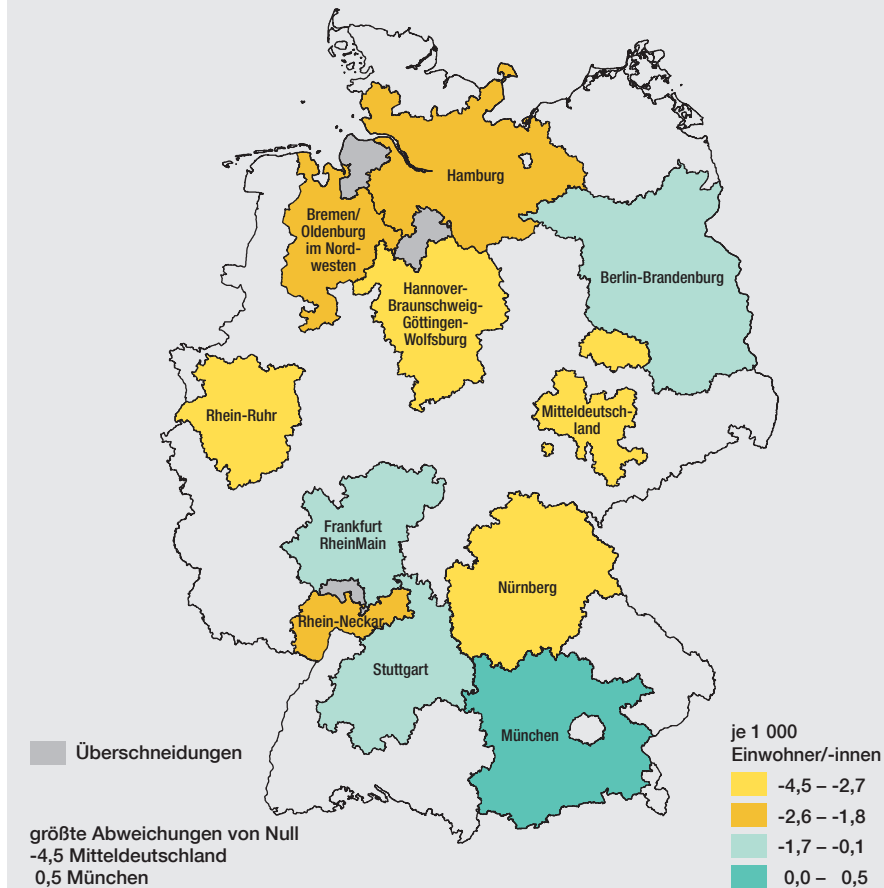 Hamburg
Bremen/
Oldenburg
im Nord-
westen
Berlin-Brandenburg
Hannover-
Braunschweig-
Göttingen-
Wolfsburg
Rhein-Ruhr
Mitteldeutsch-
land
Frankfurt
RheinMain
Nürnberg
Rhein-Neckar
Stuttgart
München
Überschneidungen
größte Abweichungen von Null
-4,5 Mitteldeutschland
0,5 München
je 1 000
Einwohner/-innen
-4,5 – -2,7
-2,6 – -1,8
-1,7 – -0,1
0,0 – 0,5